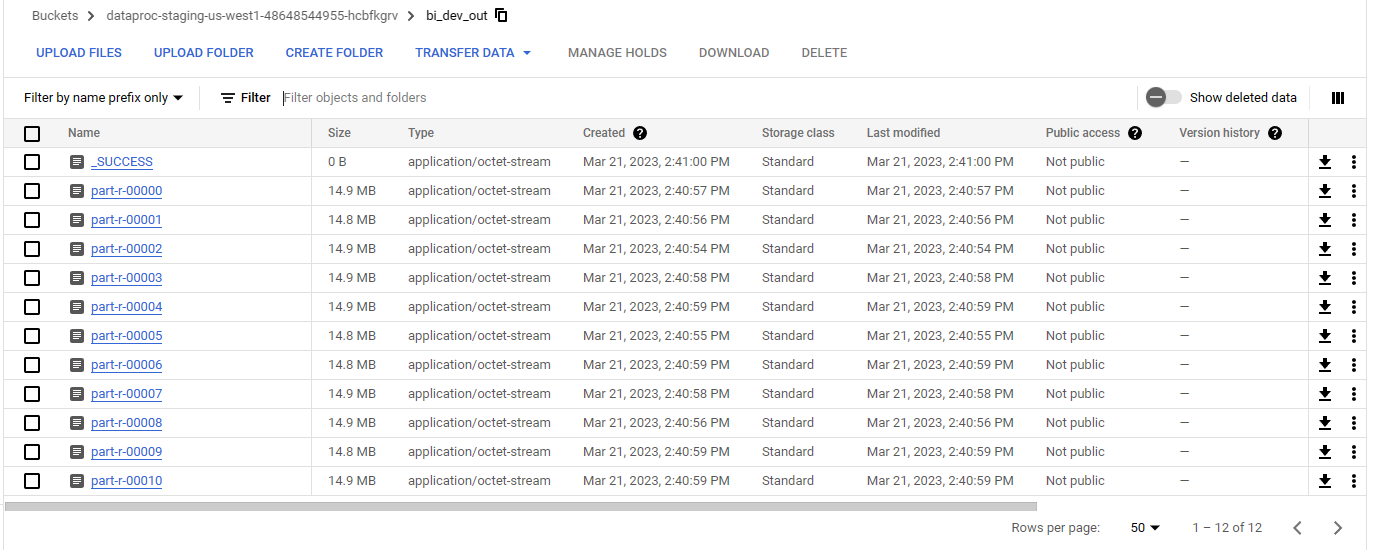 Buckets > dataproc-staging-us-west1-48648544955-hcbfkgrv > bi_dev_out
UPLOAD FILES UPLOAD FOLDER CREATE FOLDER TRANSFER DATA MANAGE HOLDS DOWNLOAD DELETE
Filter by name prefix only Filter Filter objects and folders Show deleted data
Name Size Type Created ? Storage class Last modified Public access ? Version history ?
_SUCCESS 0 B application/octet-stream Mar 21, 2023, 2:41:00 PM Standard Mar 21, 2023, 2:41:00 PM Not public —
part-r-00000 14.9 MB application/octet-stream Mar 21, 2023, 2:40:57 PM Standard Mar 21, 2023, 2:40:57 PM Not public —
part-r-00001 14.8 MB application/octet-stream Mar 21, 2023, 2:40:56 PM Standard Mar 21, 2023, 2:40:56 PM Not public —
part-r-00002 14.9 MB application/octet-stream Mar 21, 2023, 2:40:54 PM Standard Mar 21, 2023, 2:40:54 PM Not public —
part-r-00003 14.9 MB application/octet-stream Mar 21, 2023, 2:40:58 PM Standard Mar 21, 2023, 2:40:58 PM Not public —
part-r-00004 14.9 MB application/octet-stream Mar 21, 2023, 2:40:59 PM Standard Mar 21, 2023, 2:40:59 PM Not public —
part-r-00005 14.8 MB application/octet-stream Mar 21, 2023, 2:40:55 PM Standard Mar 21, 2023, 2:40:55 PM Not public —
part-r-00006 14.8 MB application/octet-stream Mar 21, 2023, 2:40:59 PM Standard Mar 21, 2023, 2:40:59 PM Not public —
part-r-00007 14.9 MB application/octet-stream Mar 21, 2023, 2:40:58 PM Standard Mar 21, 2023, 2:40:58 PM Not public —
part-r-00008 14.9 MB application/octet-stream Mar 21, 2023, 2:40:56 PM Standard Mar 21, 2023, 2:40:56 PM Not public —
part-r-00009 14.8 MB application/octet-stream Mar 21, 2023, 2:40:59 PM Standard Mar 21, 2023, 2:40:59 PM Not public —
part-r-00010 14.9 MB application/octet-stream Mar 21, 2023, 2:40:59 PM Standard Mar 21, 2023, 2:40:59 PM Not public —
Rows per page: 50 1 – 12 of 12